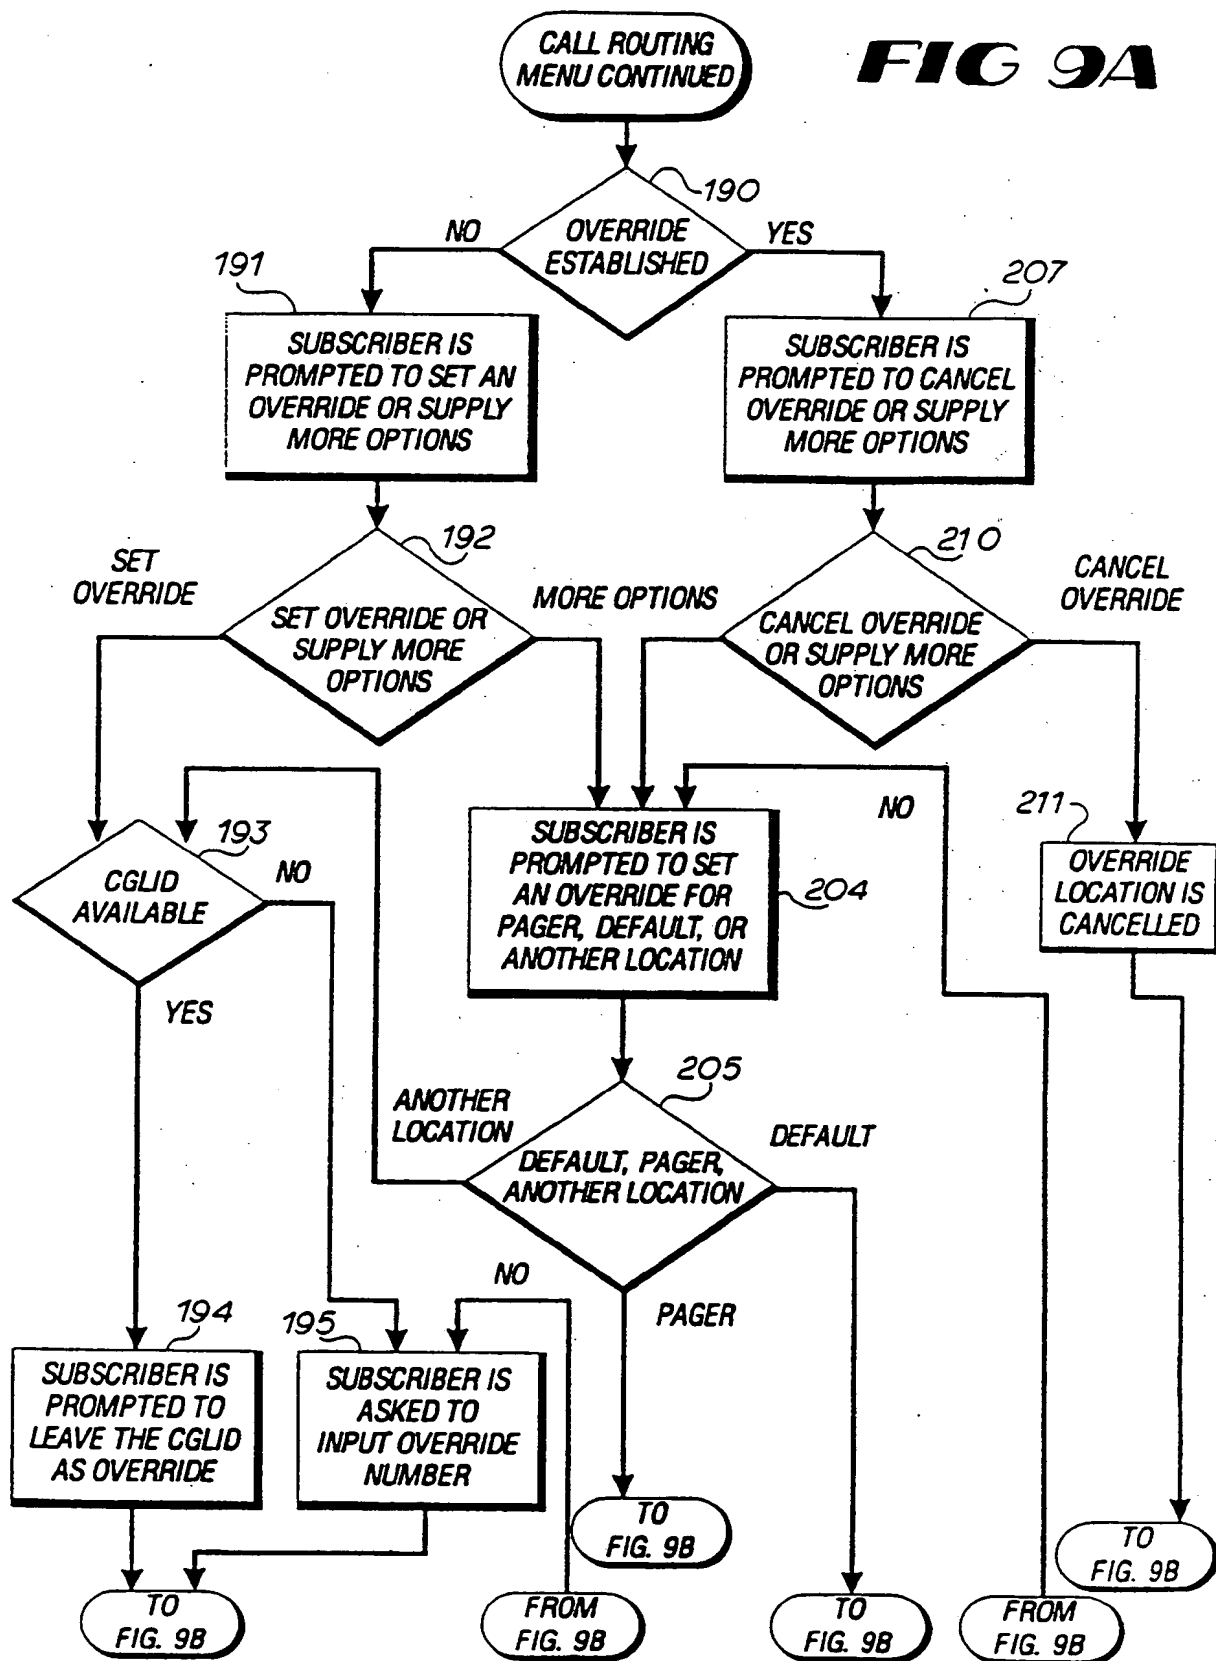 CALL ROUTING
MENU CONTINUED
FIG 9A
190
OVERRIDE
ESTABLISHED
NO
YES
191
SUBSCRIBER IS
PROMPTED TO SET AN
OVERRIDE OR SUPPLY
MORE OPTIONS
207
SUBSCRIBER IS
PROMPTED TO CANCEL
OVERRIDE OR SUPPLY
MORE OPTIONS
192
SET
OVERRIDE
SET OVERRIDE OR
SUPPLY MORE
OPTIONS
MORE OPTIONS
210
CANCEL OVERRIDE
OR SUPPLY MORE
OPTIONS
CANCEL
OVERRIDE
193
CGLID
AVAILABLE
NO
YES
SUBSCRIBER IS
PROMPTED TO SET
AN OVERRIDE FOR
PAGER, DEFAULT, OR
ANOTHER LOCATION
204
NO
211
OVERRIDE
LOCATION IS
CANCELLED
205
ANOTHER
LOCATION
DEFAULT, PAGER,
ANOTHER LOCATION
DEFAULT
PAGER
194
SUBSCRIBER IS
PROMPTED TO
LEAVE THE CGLID
AS OVERRIDE
195
NO
SUBSCRIBER IS
ASKED TO
INPUT OVERRIDE
NUMBER
TO
FIG. 9B
TO
FIG. 9B
TO
FIG. 9B
FROM
FIG. 9B
TO
FIG. 9B
FROM
FIG. 9B